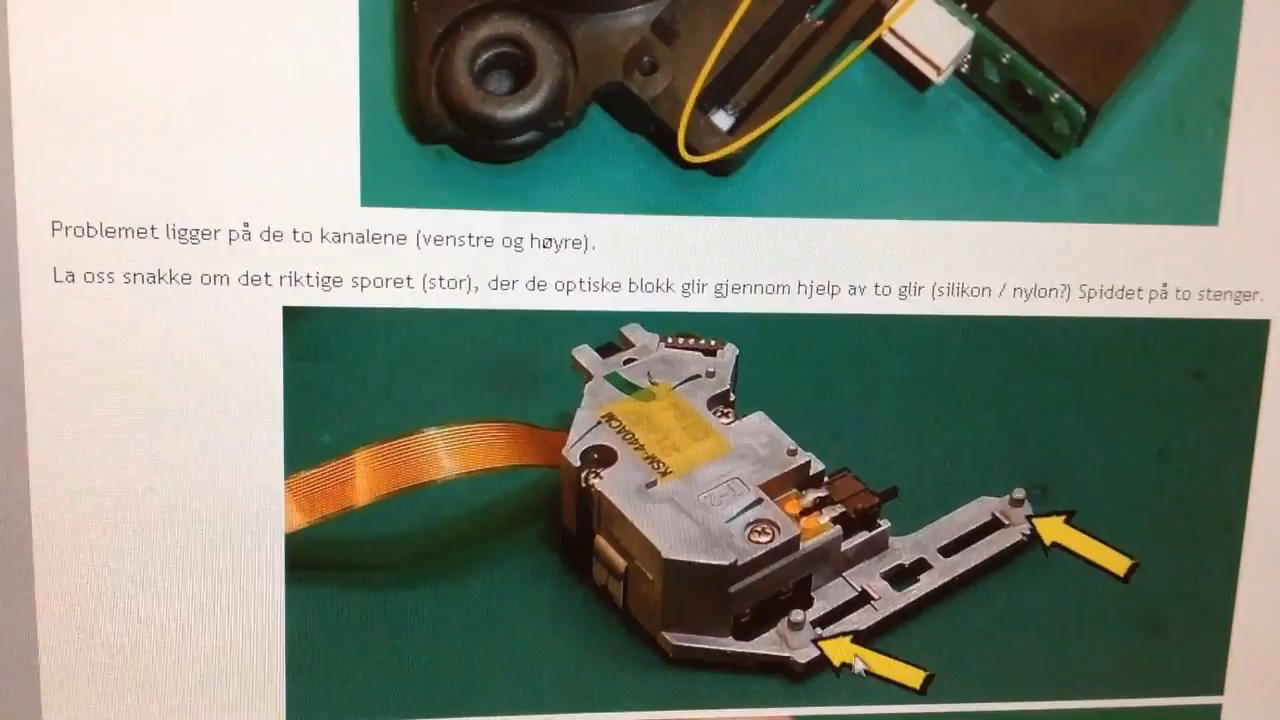 Problemet ligger på de to kanalene (venstre og høyre).
La oss snakke om det riktige sporet (stor), der de optiske blokk glir gjennom hjelp av to glir (silikon / nylon?) Spiddet på to stenger.
KSM-440ACM